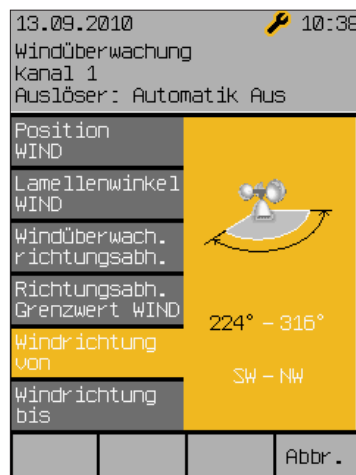 13.09.2010 10:38
Windüberwachung
Kanal 1
Auslöser: Automatik Aus
Position
WIND
Lamellenwinkel
WIND
Windüberwach.
richtungsabh.
Richtungsabh.
Grenzwert WIND
Windrichtung
von
Windrichtung
bis
224° – 316°
SW – NW
Abbr.